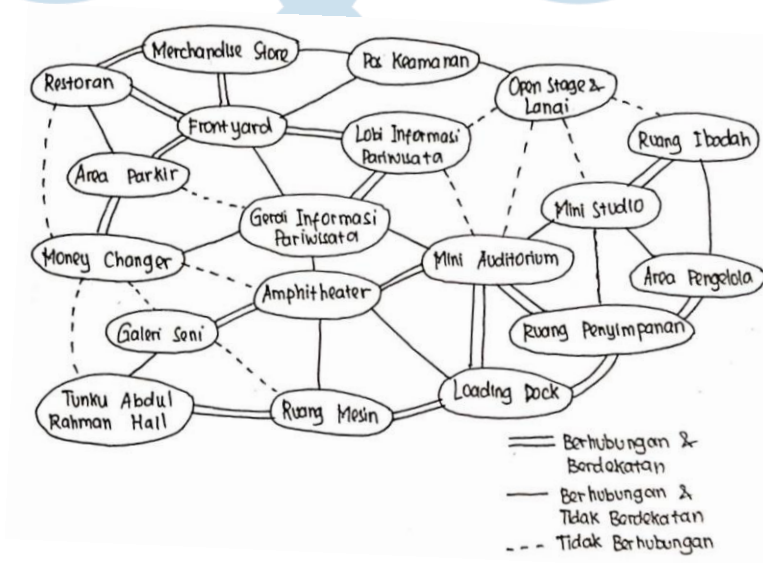 Merchandise Store
Pos Keamanan
Restoran
Open Stage &
Lanai
Frontyard
Lobi Informasi
Pariwisata
Ruang Ibadah
Area Parkir
Mini Studio
Gerai Informasi
Pariwisata
Money Changer
Mini Auditorium
Area Pengelola
Amphitheater
Galeri Seni
Ruang Penyimpanan
Tunku Abdul
Rahman Hall
Ruang Mesin
Loading Dock
Berhubungan &
Berdekatan
Berhubungan &
Tidak Berdekatan
Tidak Berhubungan